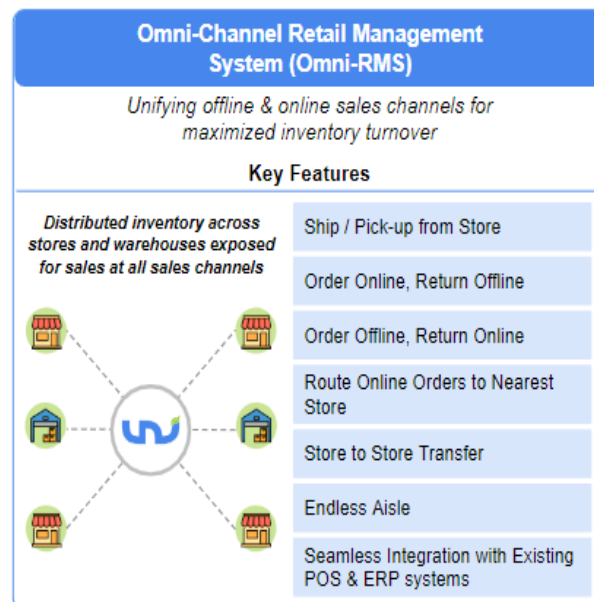 Omni-Channel Retail Management
System (Omni-RMS)
Unifying offline & online sales channels for
maximized inventory turnover
Key Features
Distributed inventory across
stores and warehouses exposed
for sales at all sales channels
Ship / Pick-up from Store
Order Online, Return Offline
Order Offline, Return Online
Route Online Orders to Nearest
Store
Store to Store Transfer
Endless Aisle
Seamless Integration with Existing
POS & ERP systems